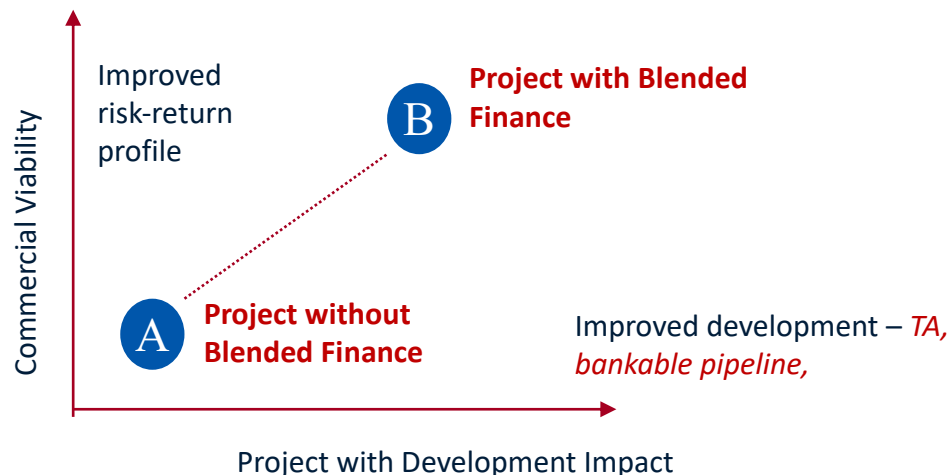 Commercial Viability
Improved
risk-return
profile
B
Project with Blended
Finance
A
Project without
Blended Finance
Improved development – TA,
bankable pipeline,
Project with Development Impact